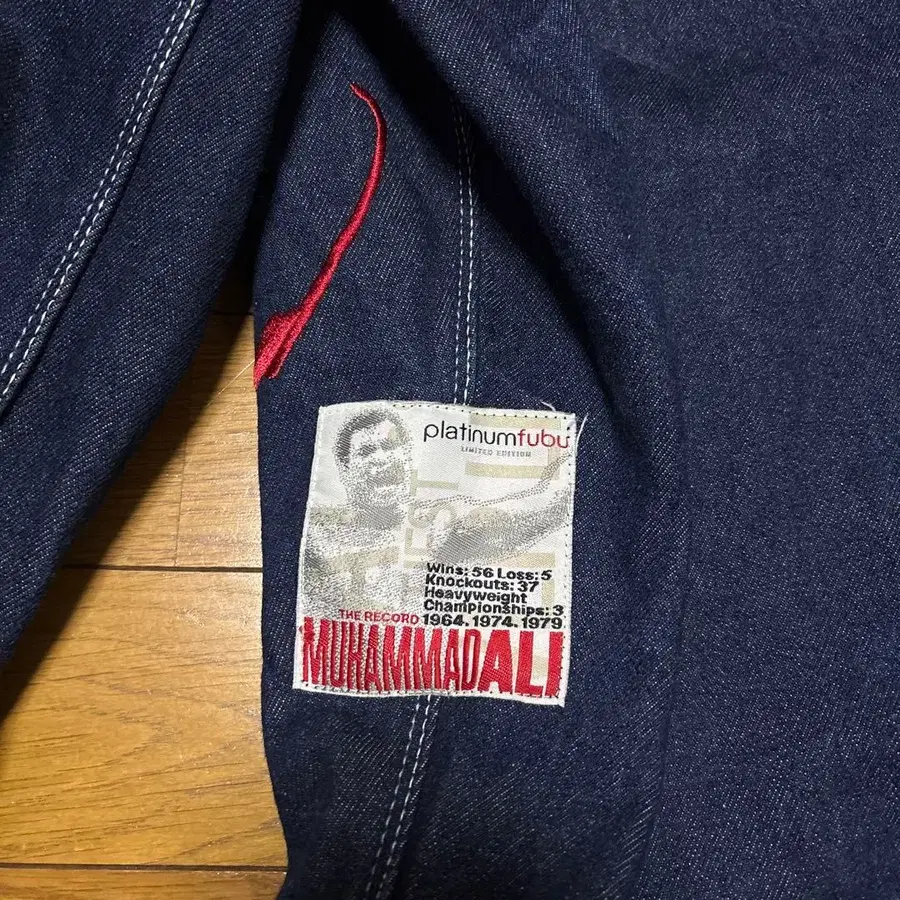 platinumfubu
LIMITED EDITION
Wins: 56 Loss: 5
Knockouts: 37
Heavyweight
Championships: 3
THE RECORD 1964. 1974. 1979
MUHAMMADALI